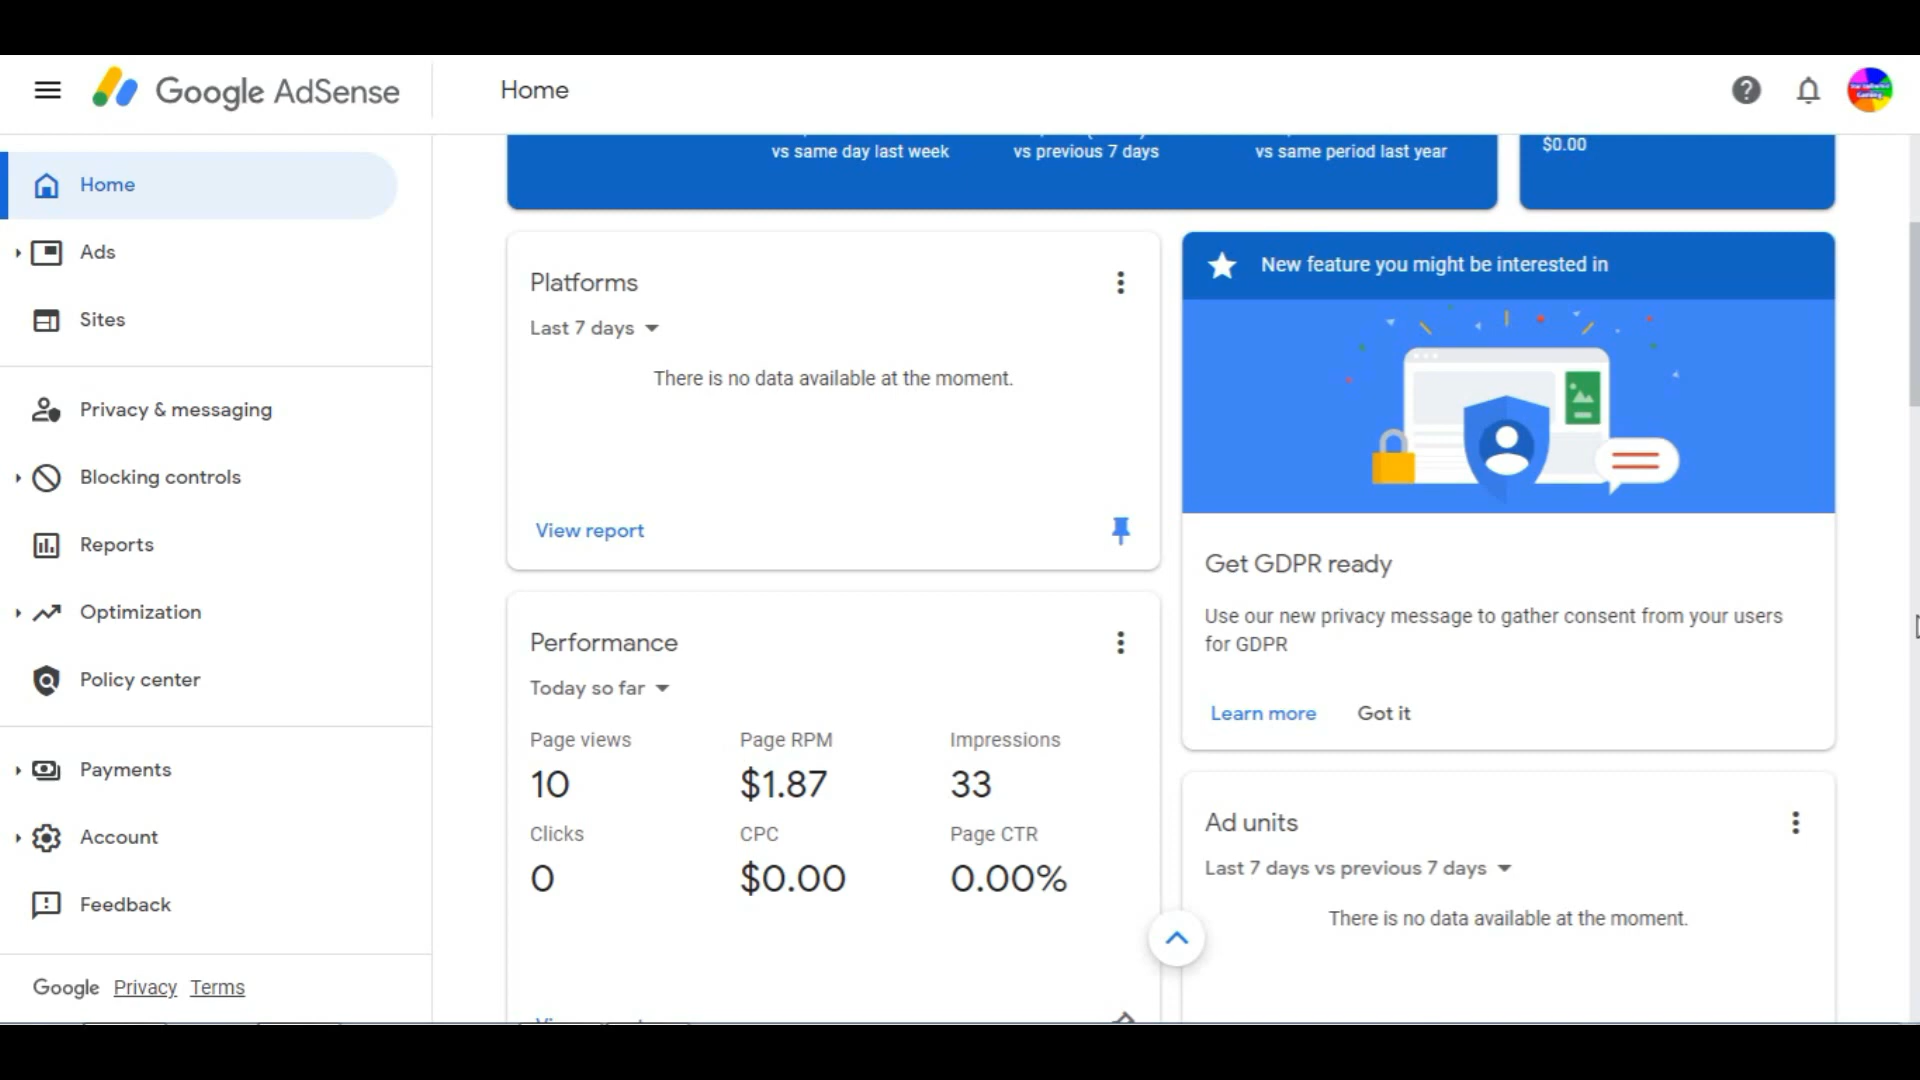 Google AdSense
Home
Home
Ads
Sites
Privacy & messaging
Blocking controls
Reports
Optimization
Policy center
Payments
Account
Feedback
Google Privacy Terms
vs same day last week
vs previous 7 days
vs same period last year
$0.00
Platforms
Last 7 days
There is no data available at the moment.
View report
Performance
Today so far
Page views
Page RPM
Impressions
10
$1.87
33
Clicks
CPC
Page CTR
0
$0.00
0.00%
New feature you might be interested in
Get GDPR ready
Use our new privacy message to gather consent from your users
for GDPR
Learn more
Got it
Ad units
Last 7 days vs previous 7 days
There is no data available at the moment.